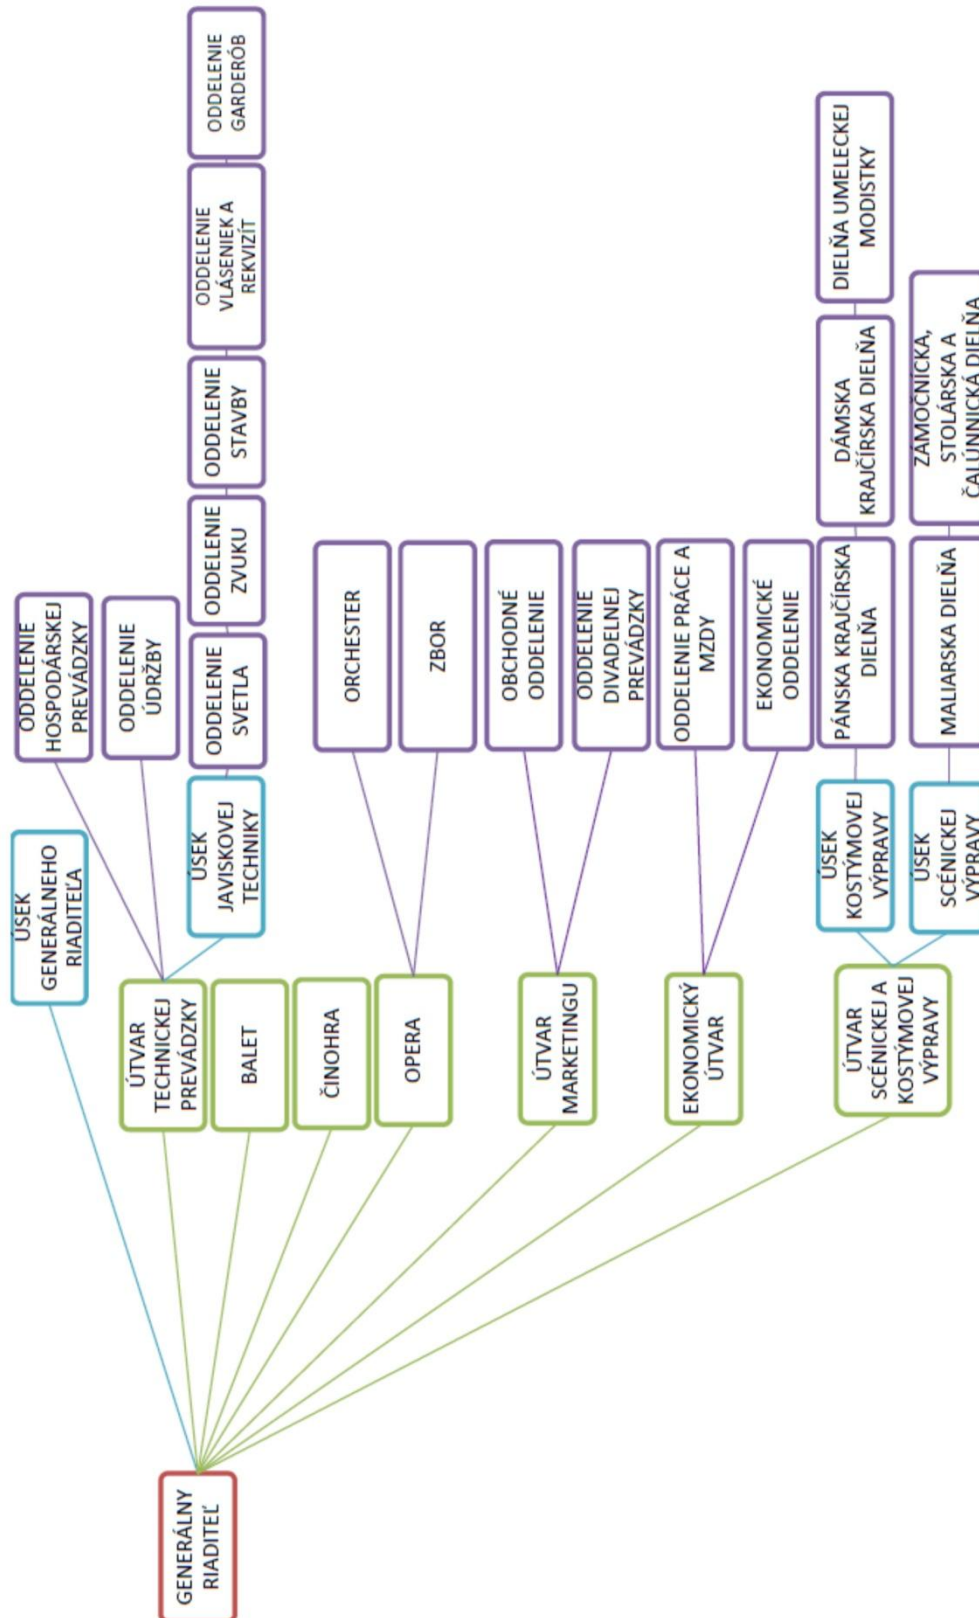 GENERÁLNY
RIADITEĽ
ÚSEK
GENERÁLNEHO
RIADITEĽA
ÚTVAR
TECHNICKEJ
PREVÁDZKY
ODDELENIE
HOSPODÁRSKEJ
PREVÁDZKY
ODDELENIE
ÚDRŽBY
ÚSEK
JAVISKOVEJ
TECHNIKY
ODDELENIE
SVETLA
ODDELENIE
ZVUKU
ODDELENIE
STAVBY
ODDELENIE
VLÁSENIEK A
REKVIZÍT
ODDELENIE
GARDERÓB
BALET
ČINOHRA
OPERA
ORCHESTER
ZBOR
ÚTVAR
MARKETINGU
OBCHODNÉ
ODDELENIE
ODDELENIE
DIVADELNEJ
PREVÁDZKY
EKONOMICKÝ
ÚTVAR
ODDELENIE PRÁCE A
MZDY
EKONOMICKÉ
ODDELENIE
ÚTVAR
SCÉNICKEJ A
KOSTÝMOVEJ
VÝPRAVY
ÚSEK
KOSTÝMOVEJ
VÝPRAVY
PÁNSKA KRAJČÍRSKA
DIELŇA
DÁMSKA
KRAJČÍRSKA DIELŇA
DIELŇA UMELECKEJ
MODISTKY
ÚSEK
SCÉNICKEJ
VÝPRAVY
MALIARSKA DIELŇA
ZÁMOČNÍCKA,
STOLÁRSKA A
ČALÚNNICKÁ DIELŇA